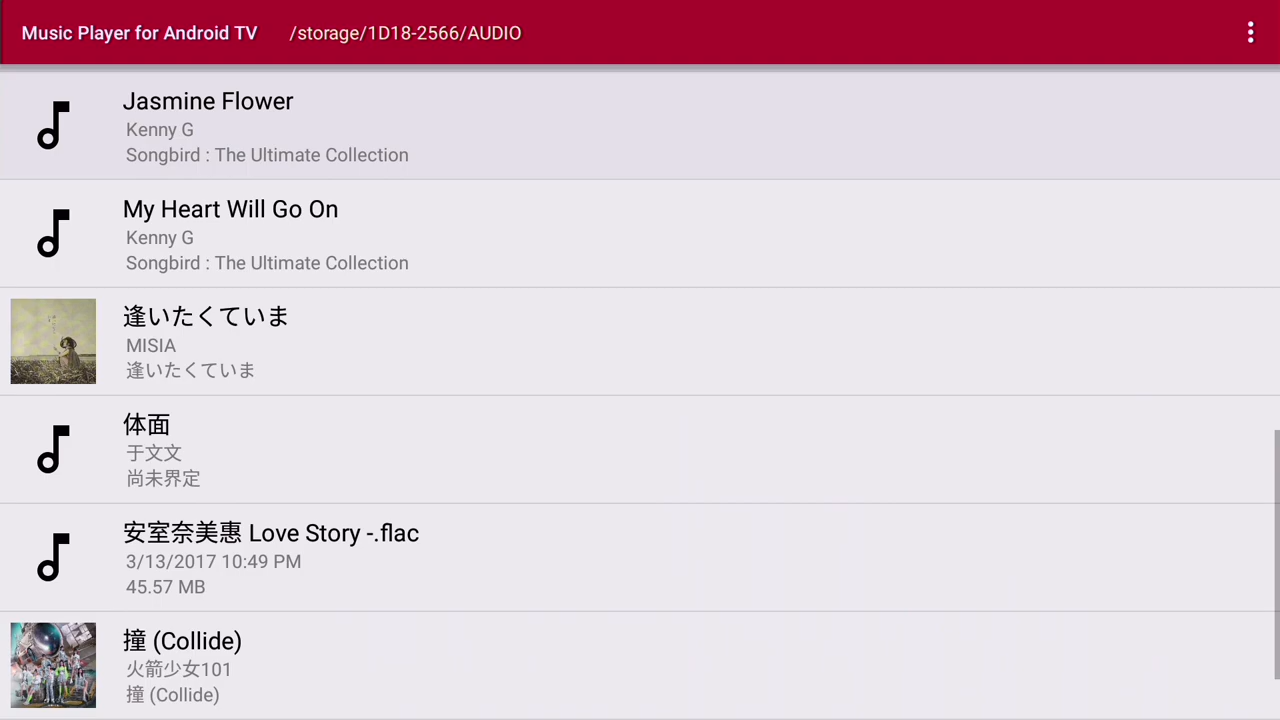 Music Player for Android TV /storage/1D18-2566/AUDIO
Jasmine Flower
Kenny G
Songbird : The Ultimate Collection
My Heart Will Go On
Kenny G
Songbird : The Ultimate Collection
逢いたくていま
MISIA
逢いたくていま
体面
于文文
尚未界定
安室奈美惠 Love Story -.flac
3/13/2017 10:49 PM
45.57 MB
撞 (Collide)
火箭少女101
撞 (Collide)